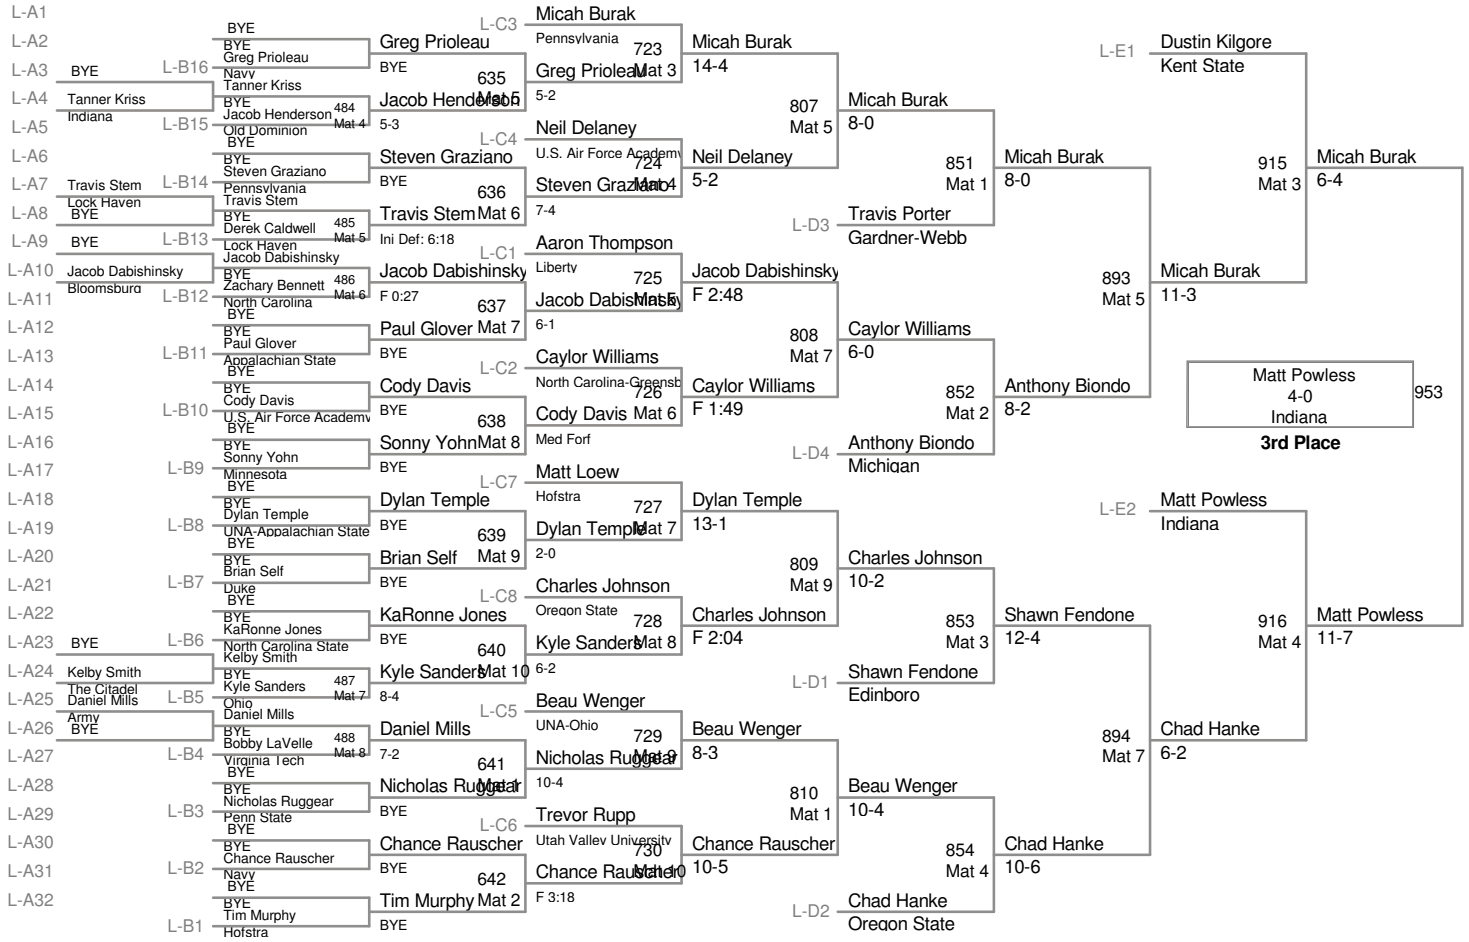 L-A1
L-A2
L-A3
L-A4
L-A5
L-A6
L-A7
L-A8
L-A9
L-A10
L-A11
L-A12
L-A13
L-A14
L-A15
L-A16
L-A17
L-A18
L-A19
L-A20
L-A21
L-A22
L-A23
L-A24
L-A25
L-A26
L-A27
L-A28
L-A29
L-A30
L-A31
L-A32
BYE
Tanner Kriss
Indiana
Travis Stem
Lock Haven
BYE
BYE
Jacob Dabishinsky
Bloomsburg
BYE
Kelby Smith
The Citadel
Daniel Mills
Army
BYE
BYE
BYE
L-B16
Greg Prioleau
Navy
Tanner Kriss
BYE
484
Mat 4
L-B15
Jacob Henderson
Old Dominion
BYE
BYE
L-B14
Steven Graziano
Pennsylvania
Travis Stem
BYE
485
Mat 5
L-B13
Derek Caldwell
Lock Haven
Jacob Dabishinsky
BYE
486
Mat 6
L-B12
Zachary Bennett
North Carolina
BYE
BYE
L-B11
Paul Glover
Appalachian State
BYE
BYE
L-B10
Cody Davis
U.S. Air Force Academy
BYE
BYE
L-B9
Sonny Yohn
Minnesota
BYE
BYE
L-B8
Dylan Temple
UNA-Appalachian State
BYE
BYE
L-B7
Brian Self
Duke
BYE
BYE
L-B6
KaRonne Jones
North Carolina State
Kelby Smith
BYE
487
Mat 7
L-B5
Kyle Sanders
Ohio
Daniel Mills
BYE
488
Mat 8
L-B4
Bobby LaVelle
Virginia Tech
BYE
BYE
L-B3
Nicholas Ruggear
Penn State
BYE
BYE
L-B2
Chance Rauscher
Navy
BYE
BYE
L-B1
Tim Murphy
Hofstra
Greg Prioleau
BYE
635
Mat 5
Jacob Henderson
5-3
Steven Graziano
BYE
636
Mat 6
Travis Stem
Inj Def: 6:18
Jacob Dabishinsky
F 0:27
637
Mat 7
Paul Glover
BYE
Cody Davis
BYE
638
Mat 8
Sonny Yohn
BYE
Dylan Temple
BYE
639
Mat 9
Brian Self
BYE
KaRonne Jones
BYE
640
Mat 10
Kyle Sanders
8-4
Daniel Mills
7-2
641
Mat 1
Nicholas Ruggear
BYE
Chance Rauscher
BYE
642
Mat 2
Tim Murphy
BYE
L-C3
Micah Burak
Pennsylvania
723
Mat 3
Greg Prioleau
5-2
L-C4
Neil Delaney
U.S. Air Force Academy
724
Mat 4
Steven Graziano
7-4
L-C1
Aaron Thompson
Liberty
725
Mat 5
Jacob Dabishinsky
6-1
L-C2
Caylor Williams
North Carolina-Greensb
726
Mat 6
Cody Davis
Med Forf
L-C7
Matt Loew
Hofstra
727
Mat 7
Dylan Temple
2-0
L-C8
Charles Johnson
Oregon State
728
Mat 8
Kyle Sanders
6-2
L-C5
Beau Wenger
UNA-Ohio
729
Mat 9
Nicholas Ruggear
10-4
L-C6
Trevor Rupp
Utah Valley University
730
Mat 10
Chance Rauscher
F 3:18
Micah Burak
14-4
807
Mat 5
Neil Delaney
5-2
Jacob Dabishinsky
F 2:48
808
Mat 7
Caylor Williams
F 1:49
Dylan Temple
13-1
809
Mat 9
Charles Johnson
F 2:04
Beau Wenger
8-3
810
Mat 1
Chance Rauscher
10-5
Micah Burak
8-0
851
Mat 1
L-D3
Travis Porter
Gardner-Webb
Caylor Williams
6-0
852
Mat 2
L-D4
Anthony Biondo
Michigan
Charles Johnson
10-2
853
Mat 3
L-D1
Shawn Fendone
Edinboro
Beau Wenger
10-4
854
Mat 4
L-D2
Chad Hanke
Oregon State
Micah Burak
8-0
893
Mat 5
Anthony Biondo
8-2
Shawn Fendone
12-4
894
Mat 7
Chad Hanke
10-6
L-E1
Dustin Kilgore
Kent State
915
Mat 3
Micah Burak
11-3
L-E2
Matt Powless
Indiana
916
Mat 4
Chad Hanke
6-2
Micah Burak
6-4
Matt Powless
4-0
Indiana
953
3rd Place
Matt Powless
11-7